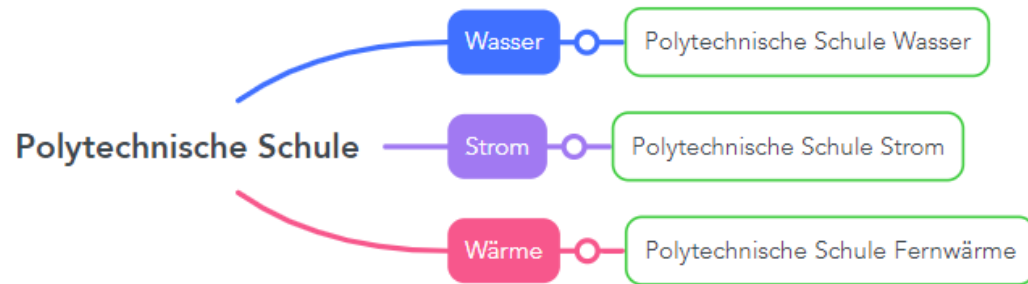 Polytechnische Schule
Wasser
Polytechnische Schule Wasser
Strom
Polytechnische Schule Strom
Wärme
Polytechnische Schule Fernwärme